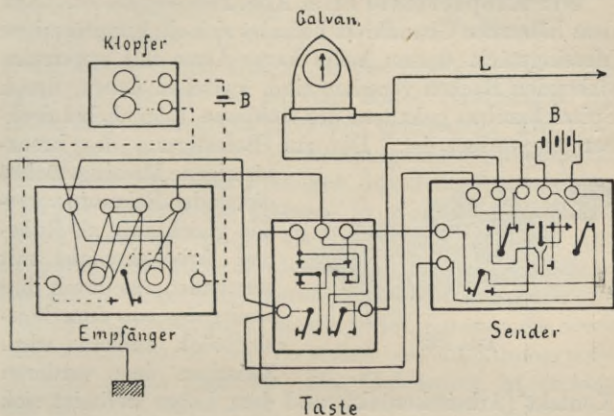 Galvan,
Klopfer
L
B
B
Empfänger
Sender
Taste